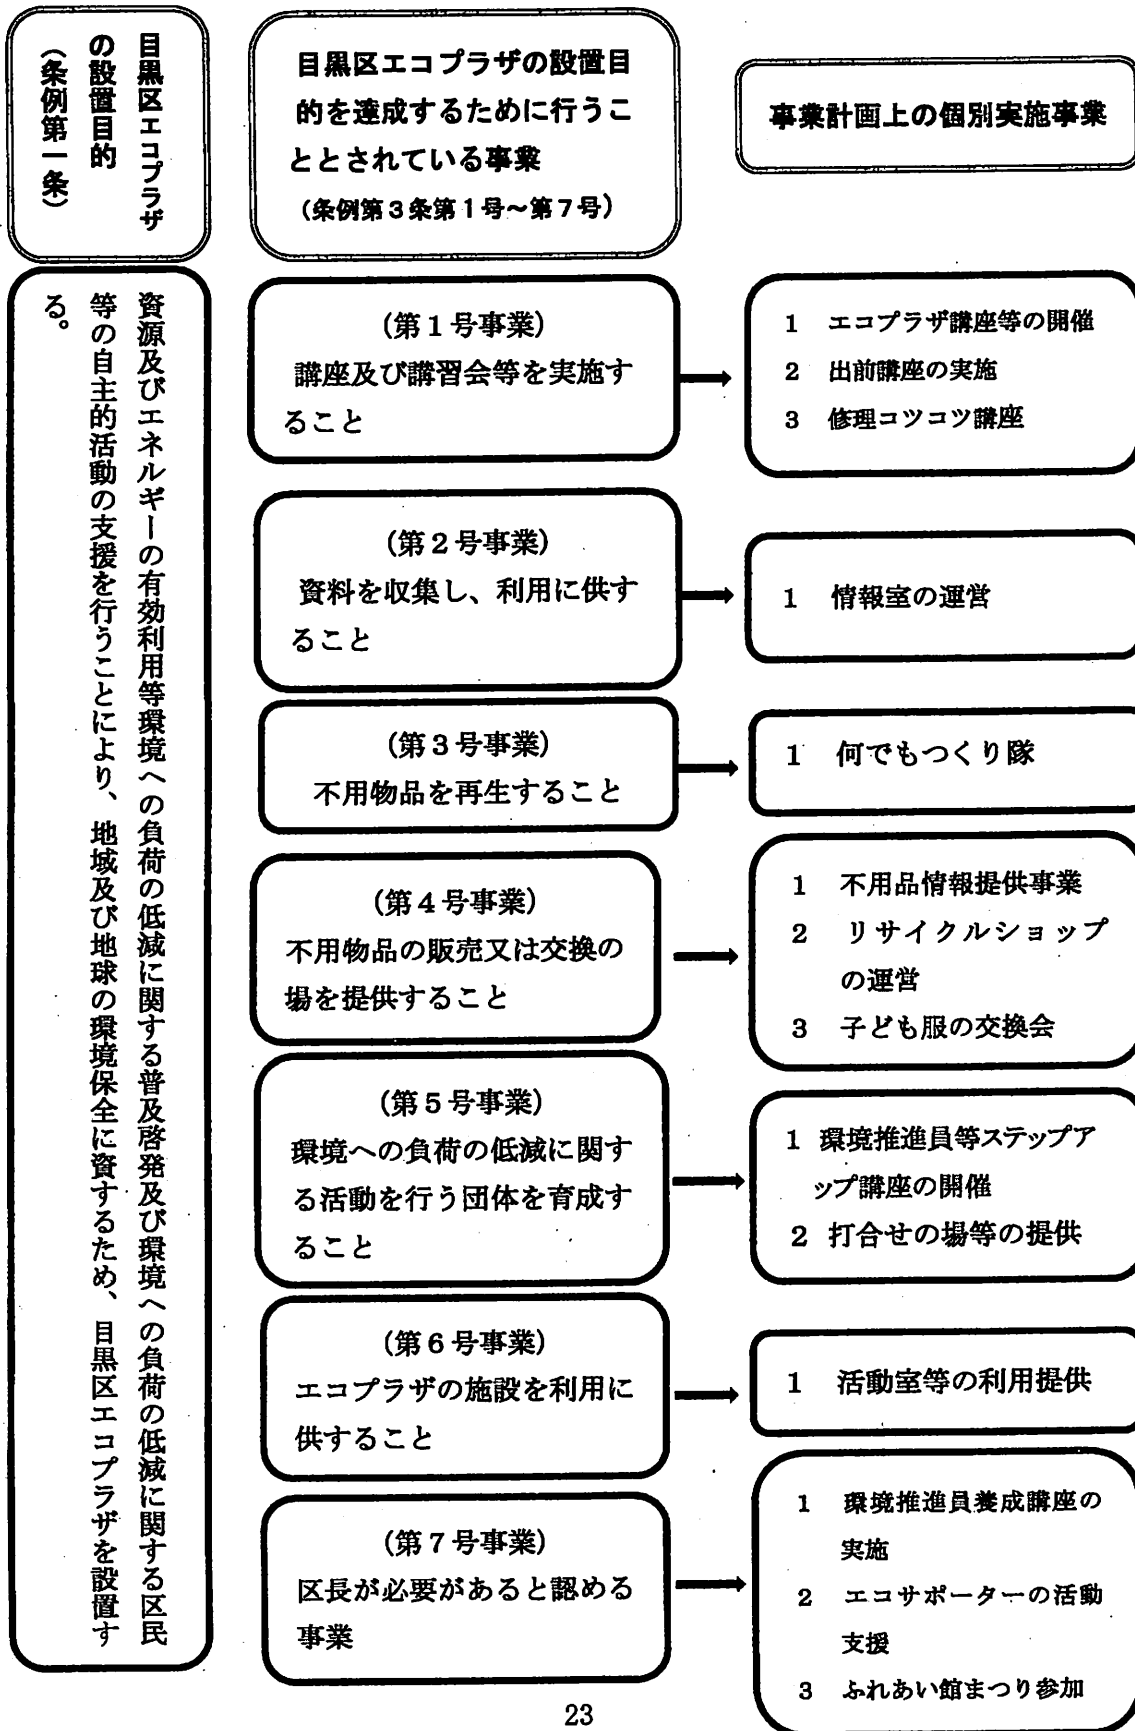 目黒区エコプラザ
の設置目的
（条例第一条）
目黒区エコプラザの設置目
的を達成するために行うこ
ととされている事業
（条例第３条第１号～第７号）
事業計画上の個別実施事業
資源及びエネルギーの有効利用等環境への負荷の低減に関する普及啓発及び環境への負荷の低減に関する区民
等の自主的活動の支援を行うことにより、地域及び地球の環境保全に資するため、目黒区エコプラザを設置す
る。
（第１号事業）
講座及び講習会等を実施す
ること
1 エコプラザ講座等の開催
2 出前講座の実施
3 修理コツコツ講座
（第２号事業）
資料を収集し、利用に供す
ること
1 情報室の運営
（第３号事業）
不用物品を再生すること
1 何でもつくり隊
（第４号事業）
不用物品の販売又は交換の
場を提供すること
1 不用品情報提供事業
2 リサイクルショップ
の運営
3 子ども服の交換会
（第５号事業）
環境への負荷の低減に関す
る活動を行う団体を育成す
ること
1 環境推進員等ステップア
ップ講座の開催
2 打合せの場等の提供
（第６号事業）
エコプラザの施設を利用に
供すること
1 活動室等の利用提供
（第７号事業）
区長が必要があると認める
事業
1 環境推進員養成講座の
実施
2 エコサポーターの活動
支援
3 ふれあい館まつり参加
23